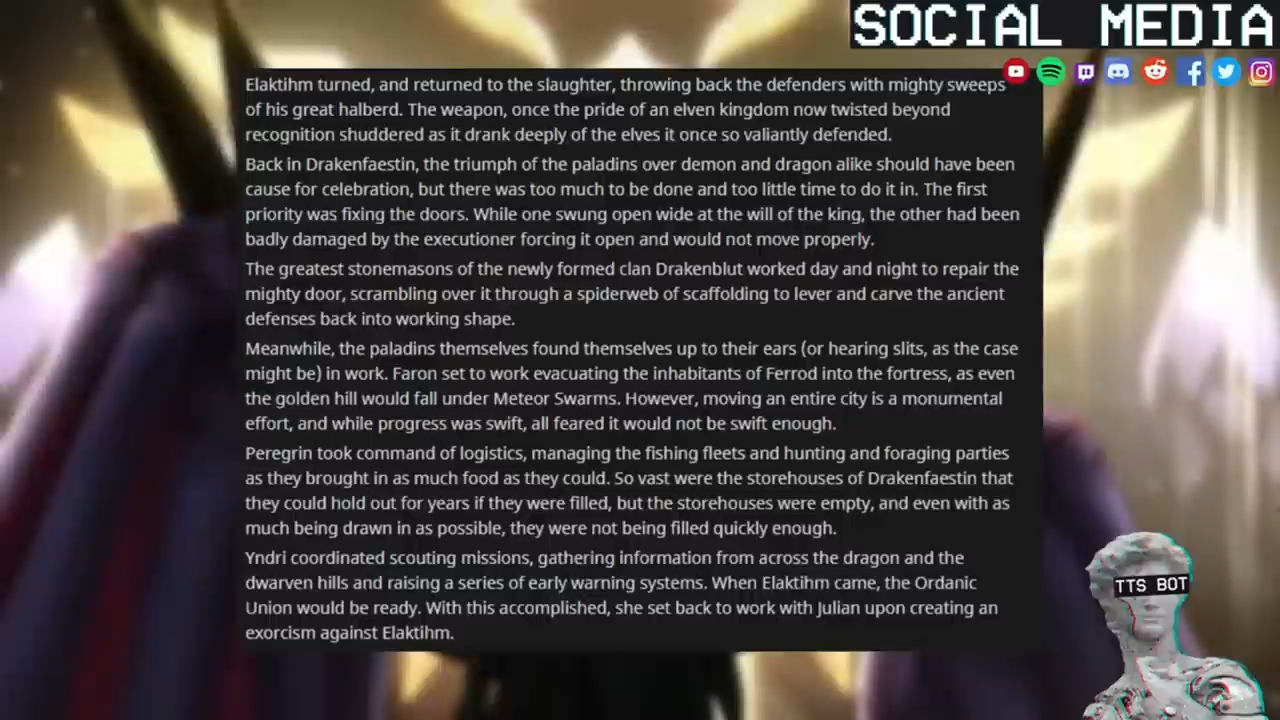 SOCIAL MEDIA
Elaktihm turned, and returned to the slaughter, throwing back the defenders with mighty sweeps
of his great halberd. The weapon, once the pride of an elven kingdom now twisted beyond
recognition shuddered as it drank deeply of the elves it once so valiantly defended.
Back in Drakenfaestin, the triumph of the paladins over demon and dragon alike should have been
cause for celebration, but there was too much to be done and too little time to do it in. The first
priority was fixing the doors. While one swung open wide at the will of the king, the other had been
badly damaged by the executioner forcing it open and would not move properly.
The greatest stonemasons of the newly formed clan Drakenblut worked day and night to repair the
mighty door, scrambling over it through a spiderweb of scaffolding to lever and carve the ancient
defenses back into working shape.
Meanwhile, the paladins themselves found themselves up to their ears (or hearing slits, as the case
might be) in work. Faron set to work evacuating the inhabitants of Ferrod into the fortress, as even
the golden hill would fall under Meteor Swarms. However, moving an entire city is a monumental
effort, and while progress was swift, all feared it would not be swift enough.
Peregrin took command of logistics, managing the fishing fleets and hunting and foraging parties
as they brought in as much food as they could. So vast were the storehouses of Drakenfaestin that
they could hold out for years if they were filled, but the storehouses were empty, and even with as
much being drawn in as possible, they were not being filled quickly enough.
Yndri coordinated scouting missions, gathering information from across the dragon and the
dwarven hills and raising a series of early warning systems. When Elaktihm came, the Ordanic
Union would be ready. With this accomplished, she set back to work with Julian upon creating an
exorcism against Elaktihm.
TTS BOT